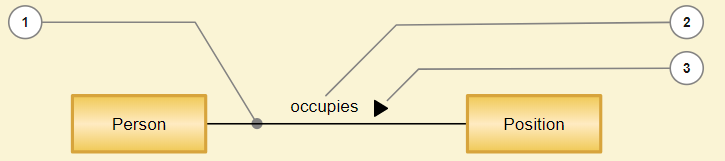 1
2
3
occupies
Person
Position